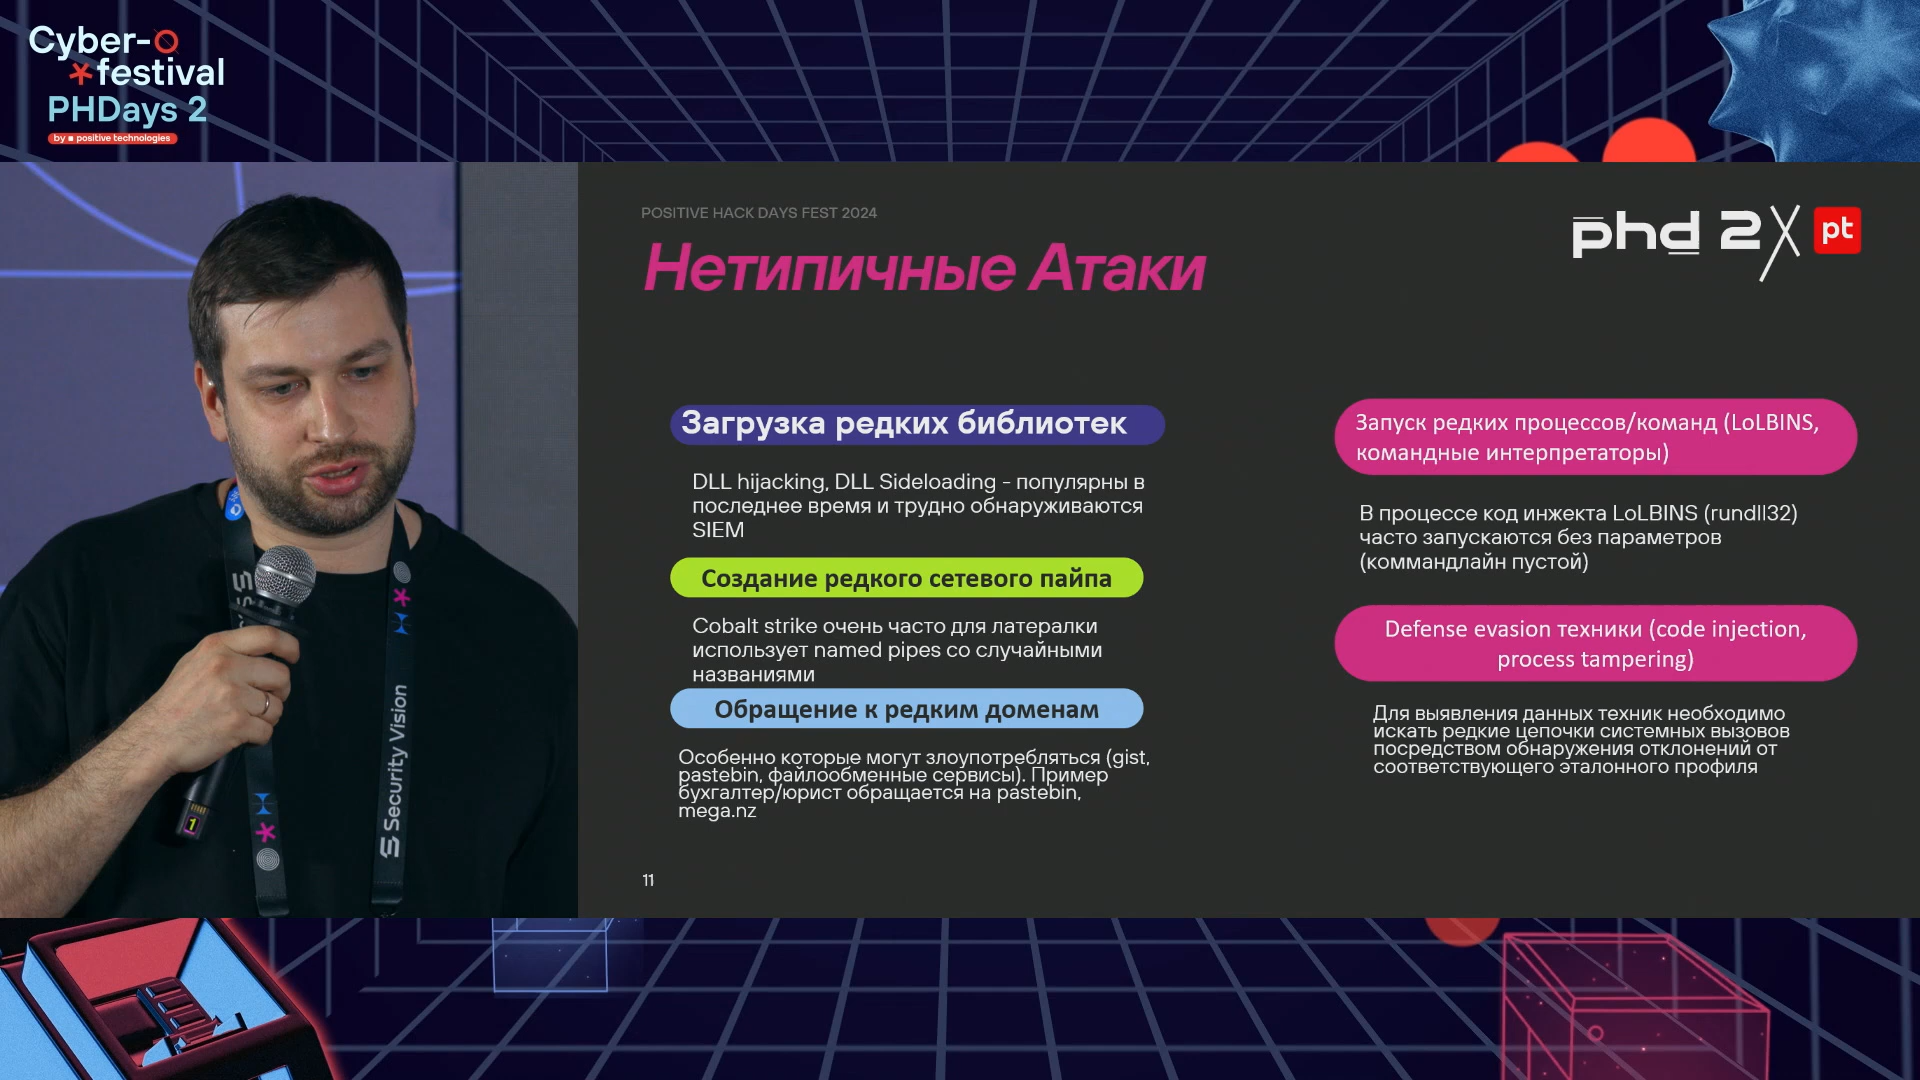 Cyber-
festival
PHDays 2
by positive technologies
POSITIVE HACK DAYS FEST 2024
Нетипичные Атаки
phd 2
pt
Загрузка редких библиотек
DLL hijacking, DLL Sideloading - популярны в
последнее время и трудно обнаруживаются
SIEM
Создание редкого сетевого пайпа
Cobalt strike очень часто для латералки
использует named pipes со случайными
названиями
Обращение к редким доменам
Особенно которые могут злоупотребляться (gist,
pastebin, файлообменные сервисы). Пример
бухгалтер/юрист обращается на pastebin,
mega.nz
Запуск редких процессов/команд (LoLBINS,
командные интерпретаторы)
В процессе код инжекта LoLBINS (rundll32)
часто запускаются без параметров
(коммандлайн пустой)
Defense evasion техники (code injection,
process tampering)
Для выявления данных техник необходимо
искать редкие цепочки системных вызовов
посредством обнаружения отклонений от
соответствующего эталонного профиля
11
Security Vision
1